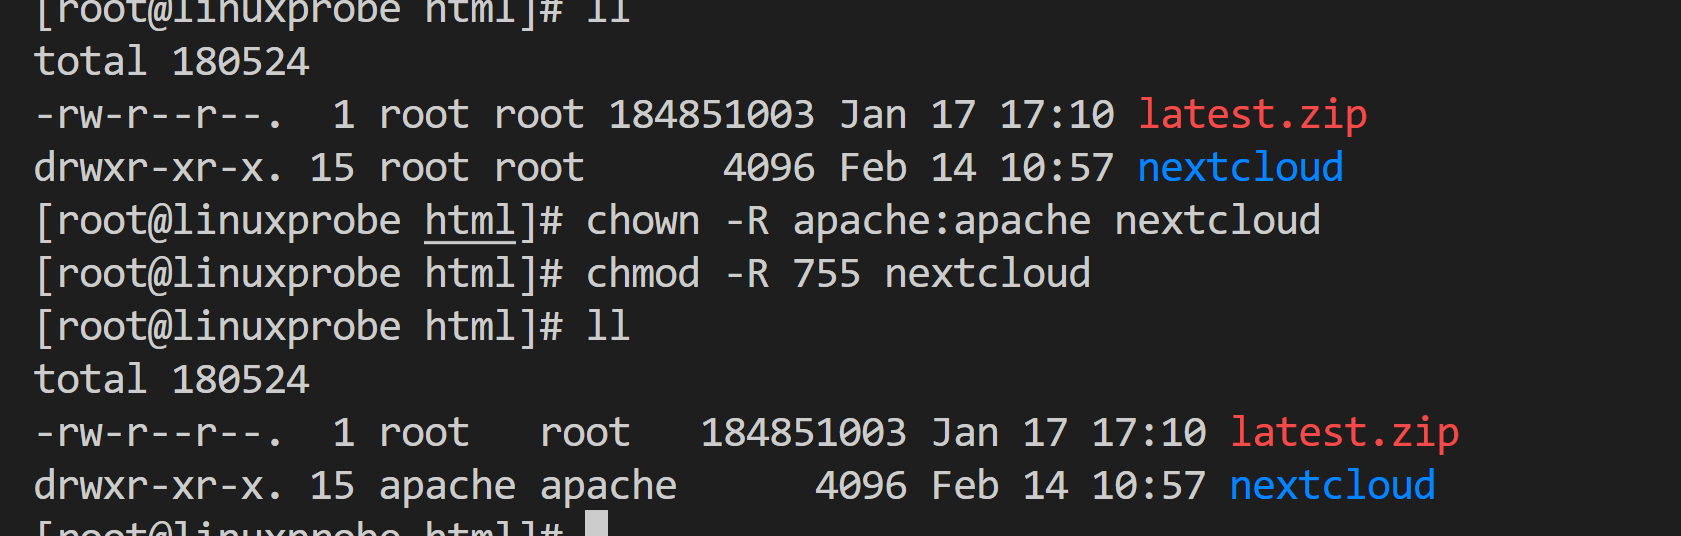 [root@linuxprobe html]# ll
total 180524
-rw-r--r--.  1 root root 184851003 Jan 17 17:10 latest.zip
drwxr-xr-x. 15 root root      4096 Feb 14 10:57 nextcloud
[root@linuxprobe html]# chown -R apache:apache nextcloud
[root@linuxprobe html]# chmod -R 755 nextcloud
[root@linuxprobe html]# ll
total 180524
-rw-r--r--.  1 root   root   184851003 Jan 17 17:10 latest.zip
drwxr-xr-x. 15 apache apache      4096 Feb 14 10:57 nextcloud
[root@linuxprobe html]#